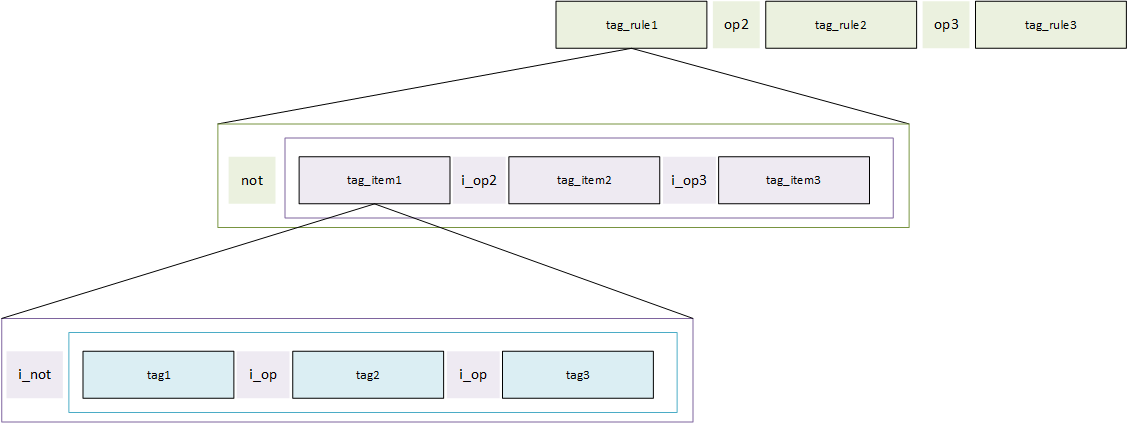 tag_rule1 op2 tag_rule2 op3 tag_rule3
not tag_item1 i_op2 tag_item2 i_op3 tag_item3
i_not tag1 i_op tag2 i_op tag3